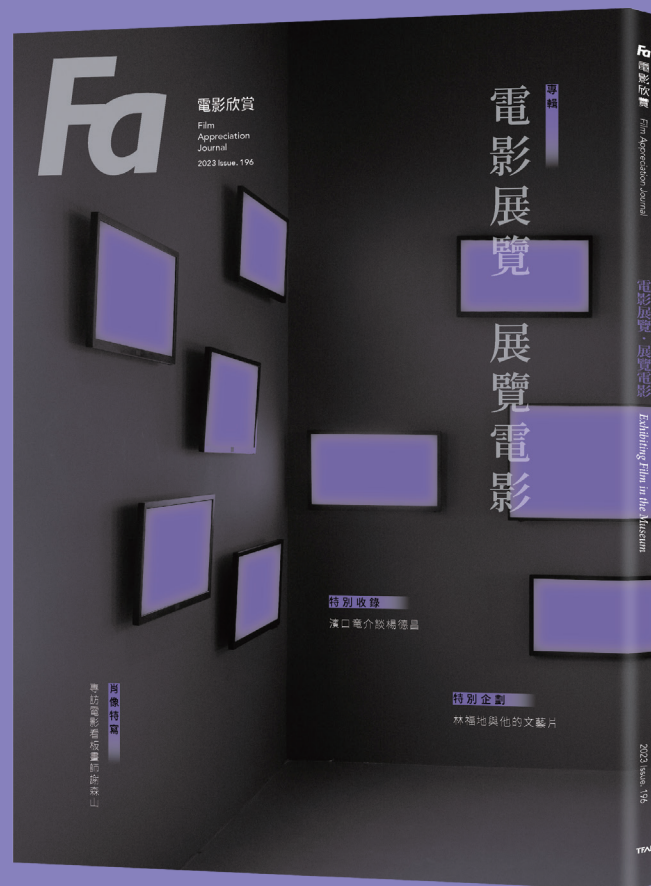 Fa
電影欣賞
Film
Appreciation
Journal
2023 Issue. 196
專輯
電影展覽 展覽電影
特別收錄
濱口竜介談楊德昌
特別企劃
林福地與他的文藝片
肖像特寫
專訪電影看板畫師謝森山
Fa 電影欣賞 Film Appreciation Journal
電影展覽．展覽電影 Exhibiting Film in the Museum
2023 Issue. 196